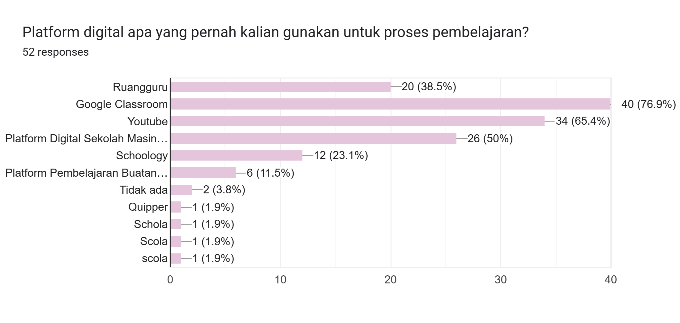 Platform digital apa yang pernah kalian gunakan untuk proses pembelajaran?
52 responses
Ruangguru 20 (38.5%)
Google Classroom 40 (76.9%)
Youtube 34 (65.4%)
Platform Digital Sekolah Masin… 26 (50%)
Schoology 12 (23.1%)
Platform Pembelajaran Buatan… 6 (11.5%)
Tidak ada 2 (3.8%)
Quipper 1 (1.9%)
Schola 1 (1.9%)
Scola 1 (1.9%)
scola 1 (1.9%)
0 10 20 30 40